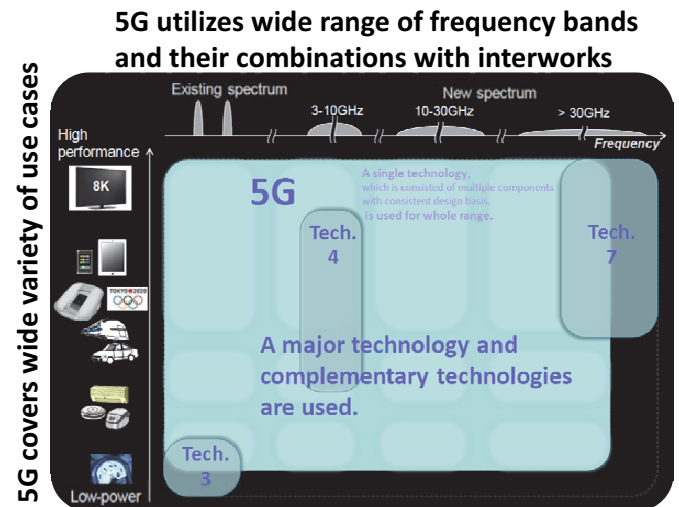 5G utilizes wide range of frequency bands
and their combinations with interworks
5G covers wide variety of use cases
Existing spectrum
New spectrum
3-10GHz
10-30GHz
> 30GHz
Frequency
High
performance
8K
5G
A single technology,
which is consisted of multiple components
with consistent design basis,
is used for whole range.
Tech.
4
Tech.
7
TOKYO 2020
A major technology and
complementary technologies
are used.
Tech.
3
Low-power